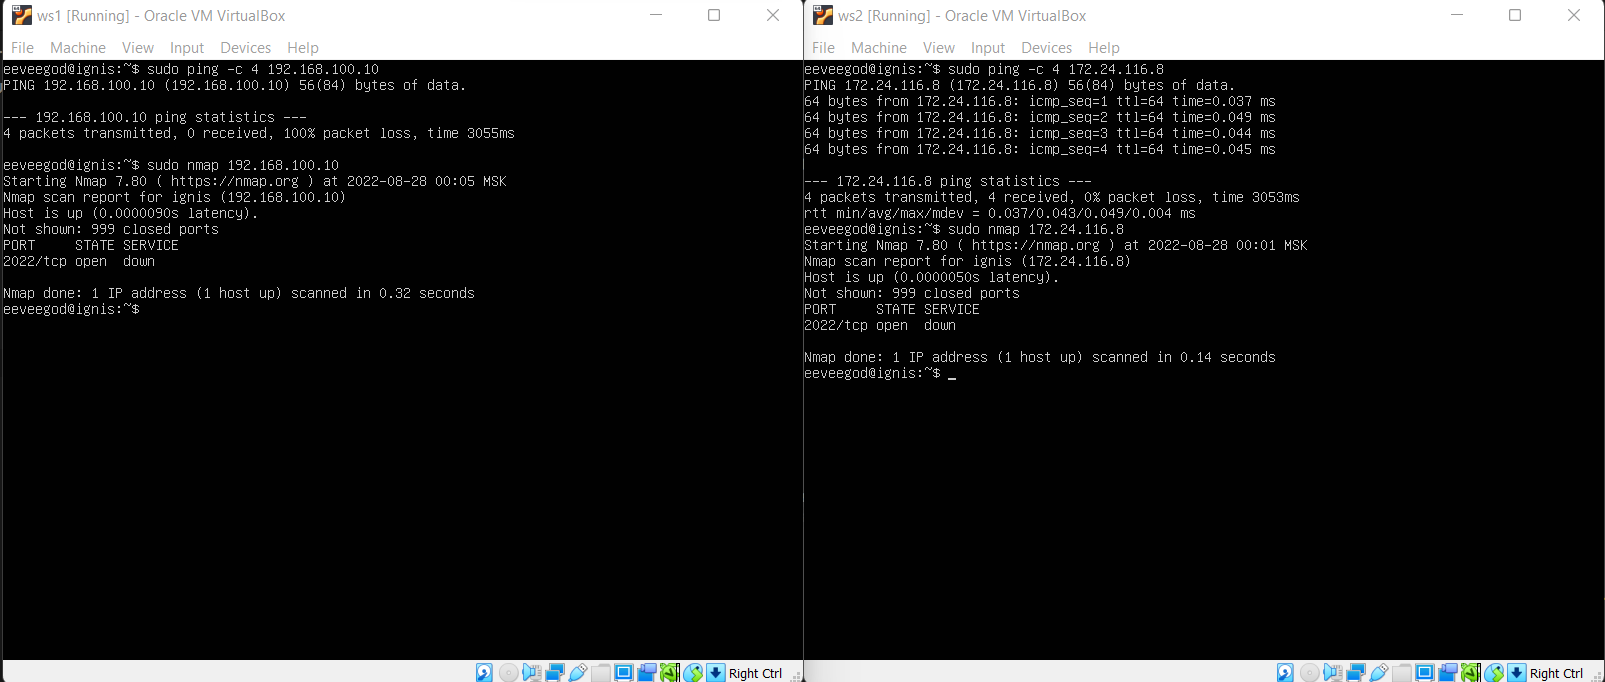 ws1 [Running] - Oracle VM VirtualBox
File Machine View Input Devices Help
eeveegod@ignis:~$ sudo ping -c 4 192.168.100.10
PING 192.168.100.10 (192.168.100.10) 56(84) bytes of data.
--- 192.168.100.10 ping statistics ---
4 packets transmitted, 0 received, 100% packet loss, time 3055ms
eeveegod@ignis:~$ sudo nmap 192.168.100.10
Starting Nmap 7.80 ( https://nmap.org ) at 2022-08-28 00:05 MSK
Nmap scan report for ignis (192.168.100.10)
Host is up (0.0000090s latency).
Not shown: 999 closed ports
PORT     STATE SERVICE
2022/tcp open  down
Nmap done: 1 IP address (1 host up) scanned in 0.32 seconds
eeveegod@ignis:~$
Right Ctrl
ws2 [Running] - Oracle VM VirtualBox
File Machine View Input Devices Help
eeveegod@ignis:~$ sudo ping -c 4 172.24.116.8
PING 172.24.116.8 (172.24.116.8) 56(84) bytes of data.
64 bytes from 172.24.116.8: icmp_seq=1 ttl=64 time=0.037 ms
64 bytes from 172.24.116.8: icmp_seq=2 ttl=64 time=0.049 ms
64 bytes from 172.24.116.8: icmp_seq=3 ttl=64 time=0.044 ms
64 bytes from 172.24.116.8: icmp_seq=4 ttl=64 time=0.045 ms
--- 172.24.116.8 ping statistics ---
4 packets transmitted, 4 received, 0% packet loss, time 3053ms
rtt min/avg/max/mdev = 0.037/0.043/0.049/0.004 ms
eeveegod@ignis:~$ sudo nmap 172.24.116.8
Starting Nmap 7.80 ( https://nmap.org ) at 2022-08-28 00:01 MSK
Nmap scan report for ignis (172.24.116.8)
Host is up (0.0000050s latency).
Not shown: 999 closed ports
PORT     STATE SERVICE
2022/tcp open  down
Nmap done: 1 IP address (1 host up) scanned in 0.14 seconds
eeveegod@ignis:~$ _
Right Ctrl